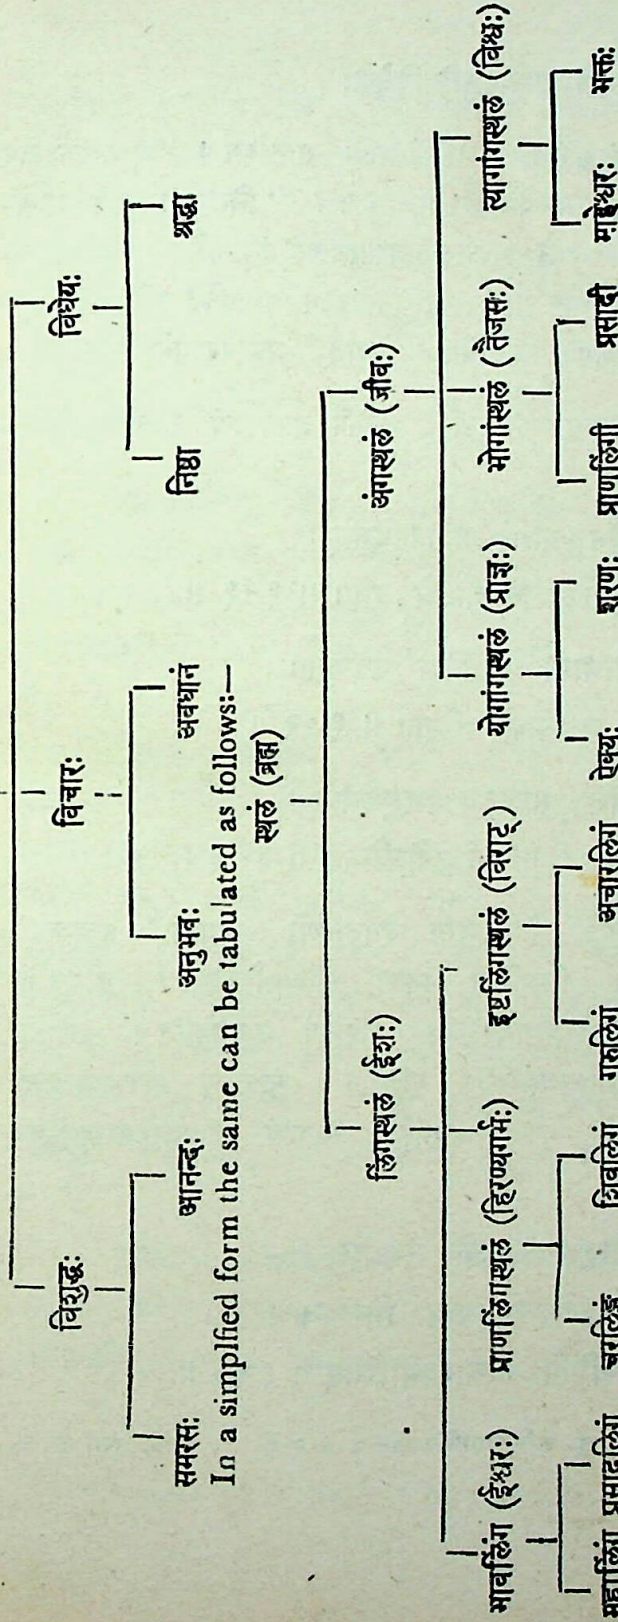 विशुद्धः विचारः विधेयः
समरसः आनन्दः अनुभवः अवधानं निष्ठा श्रद्धा
In a simplfied form the same can be tabulated as follows:—
स्थलं (ब्रह्म)
लिंगस्थलं (ईशः) अंगस्थलं (जीवः)
भावलिंग (ईश्वरः) प्राणलिंगस्थलं (हिरण्यगर्भः) इष्टलिंगस्थलं (विराट्) योगांगस्थलं (प्राज्ञः) भोगांस्थलं (तैजसः) त्यागांगस्थलं (विश्वः)
महालिंगं प्रसादलिंगं चरलिङ्गं शिवलिंगं गरुलिंगं अचारलिंगं ऐक्यः शरणः प्राणलिंगी प्रसादी माहेश्वरः भक्तः